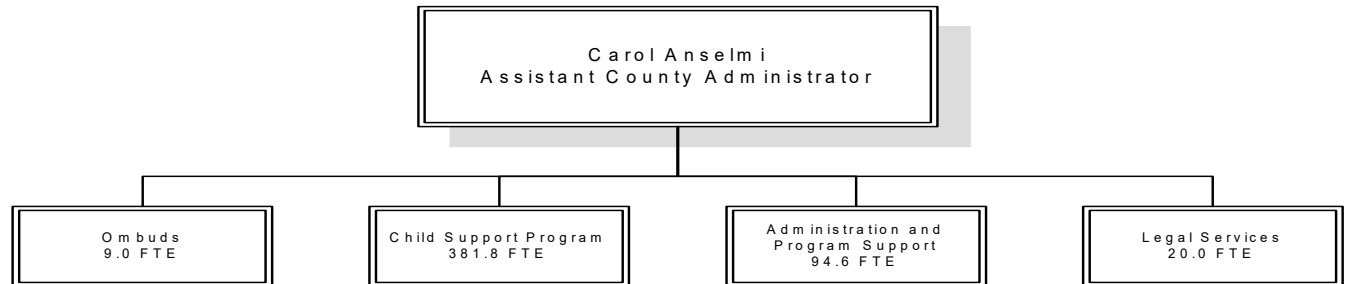 Carol Anselmi
Assistant County Administrator
Ombuds
9.0 FTE
Child Support Program
381.8 FTE
Administration and
Program Support
94.6 FTE
Legal Services
20.0 FTE